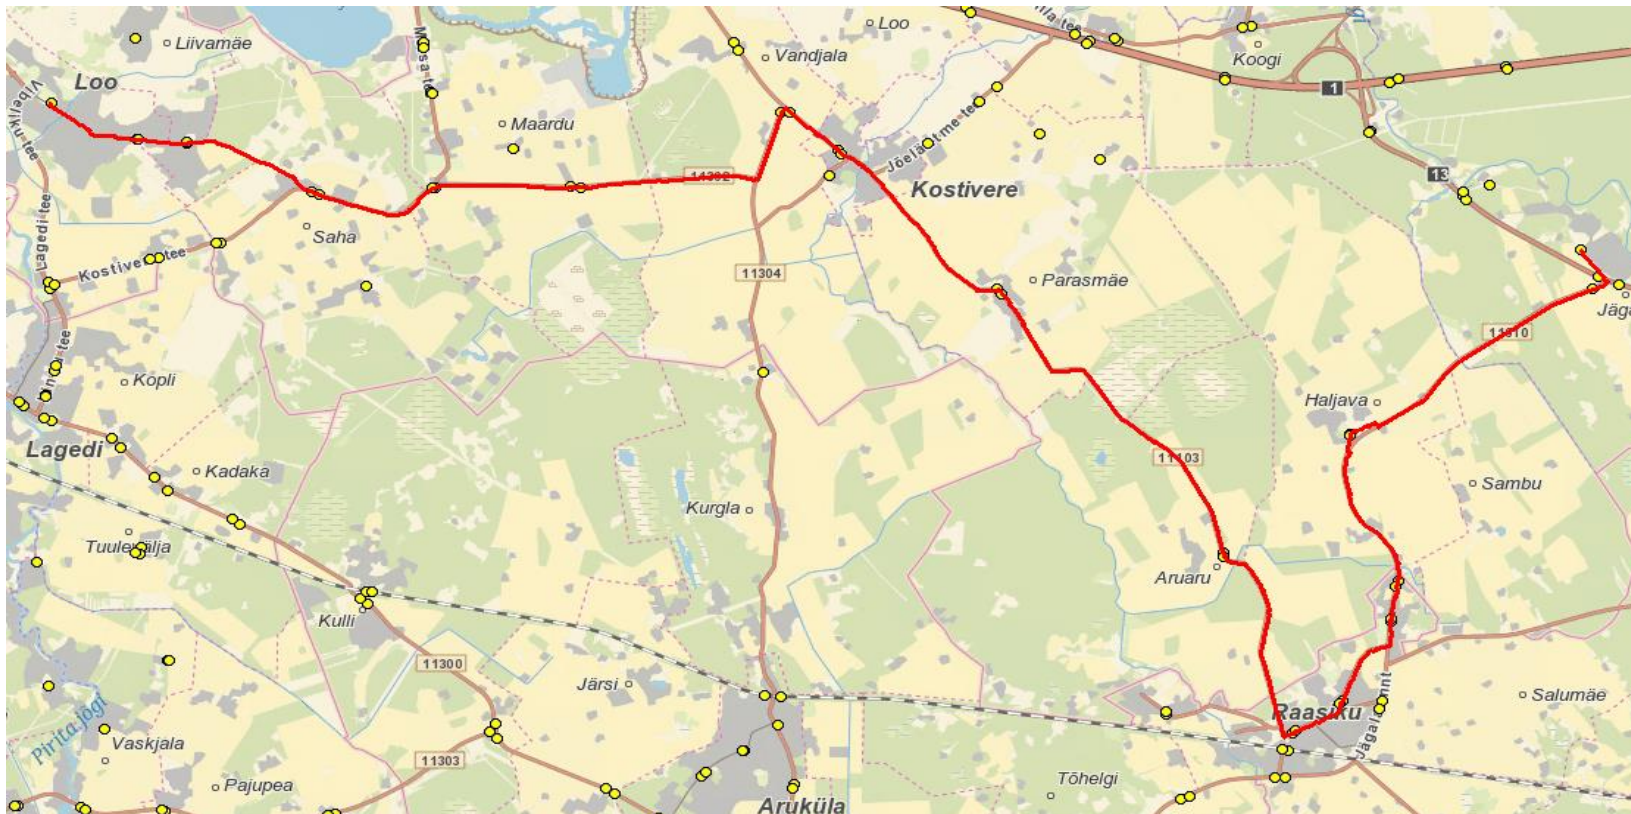 Liivamäe
Loo
Vandjala
Koogi
1
Loo
Maardu
Jõelähtme tee
13
Kostivere
11302
Saha
Lagedi tee
Kostivere tee
11304
Parasmäe
11310
Kopli
Haljava
Lagedi
11103
Kadaka
Sambu
Kurgla
Tuulevälja
Aruaru
Kulli
11300
Järsi
Salumäe
Raasiku
Pirita jõgi
Vaskjala
11303
Tõhelgi
Pajupea
Aruküla